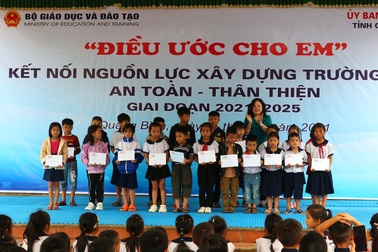 BỘ GIÁO DỤC VÀ ĐÀO TẠO
MINISTRY OF EDUCATION AND TRAINING
ỦY BAN
TỈNH
“ĐIỀU ƯỚC CHO EM”
KẾT NỐI NGUỒN LỰC XÂY DỰNG TRƯỜNG
AN TOÀN - THÂN THIỆN
GIAI ĐOẠN 2021-2025
Quảng